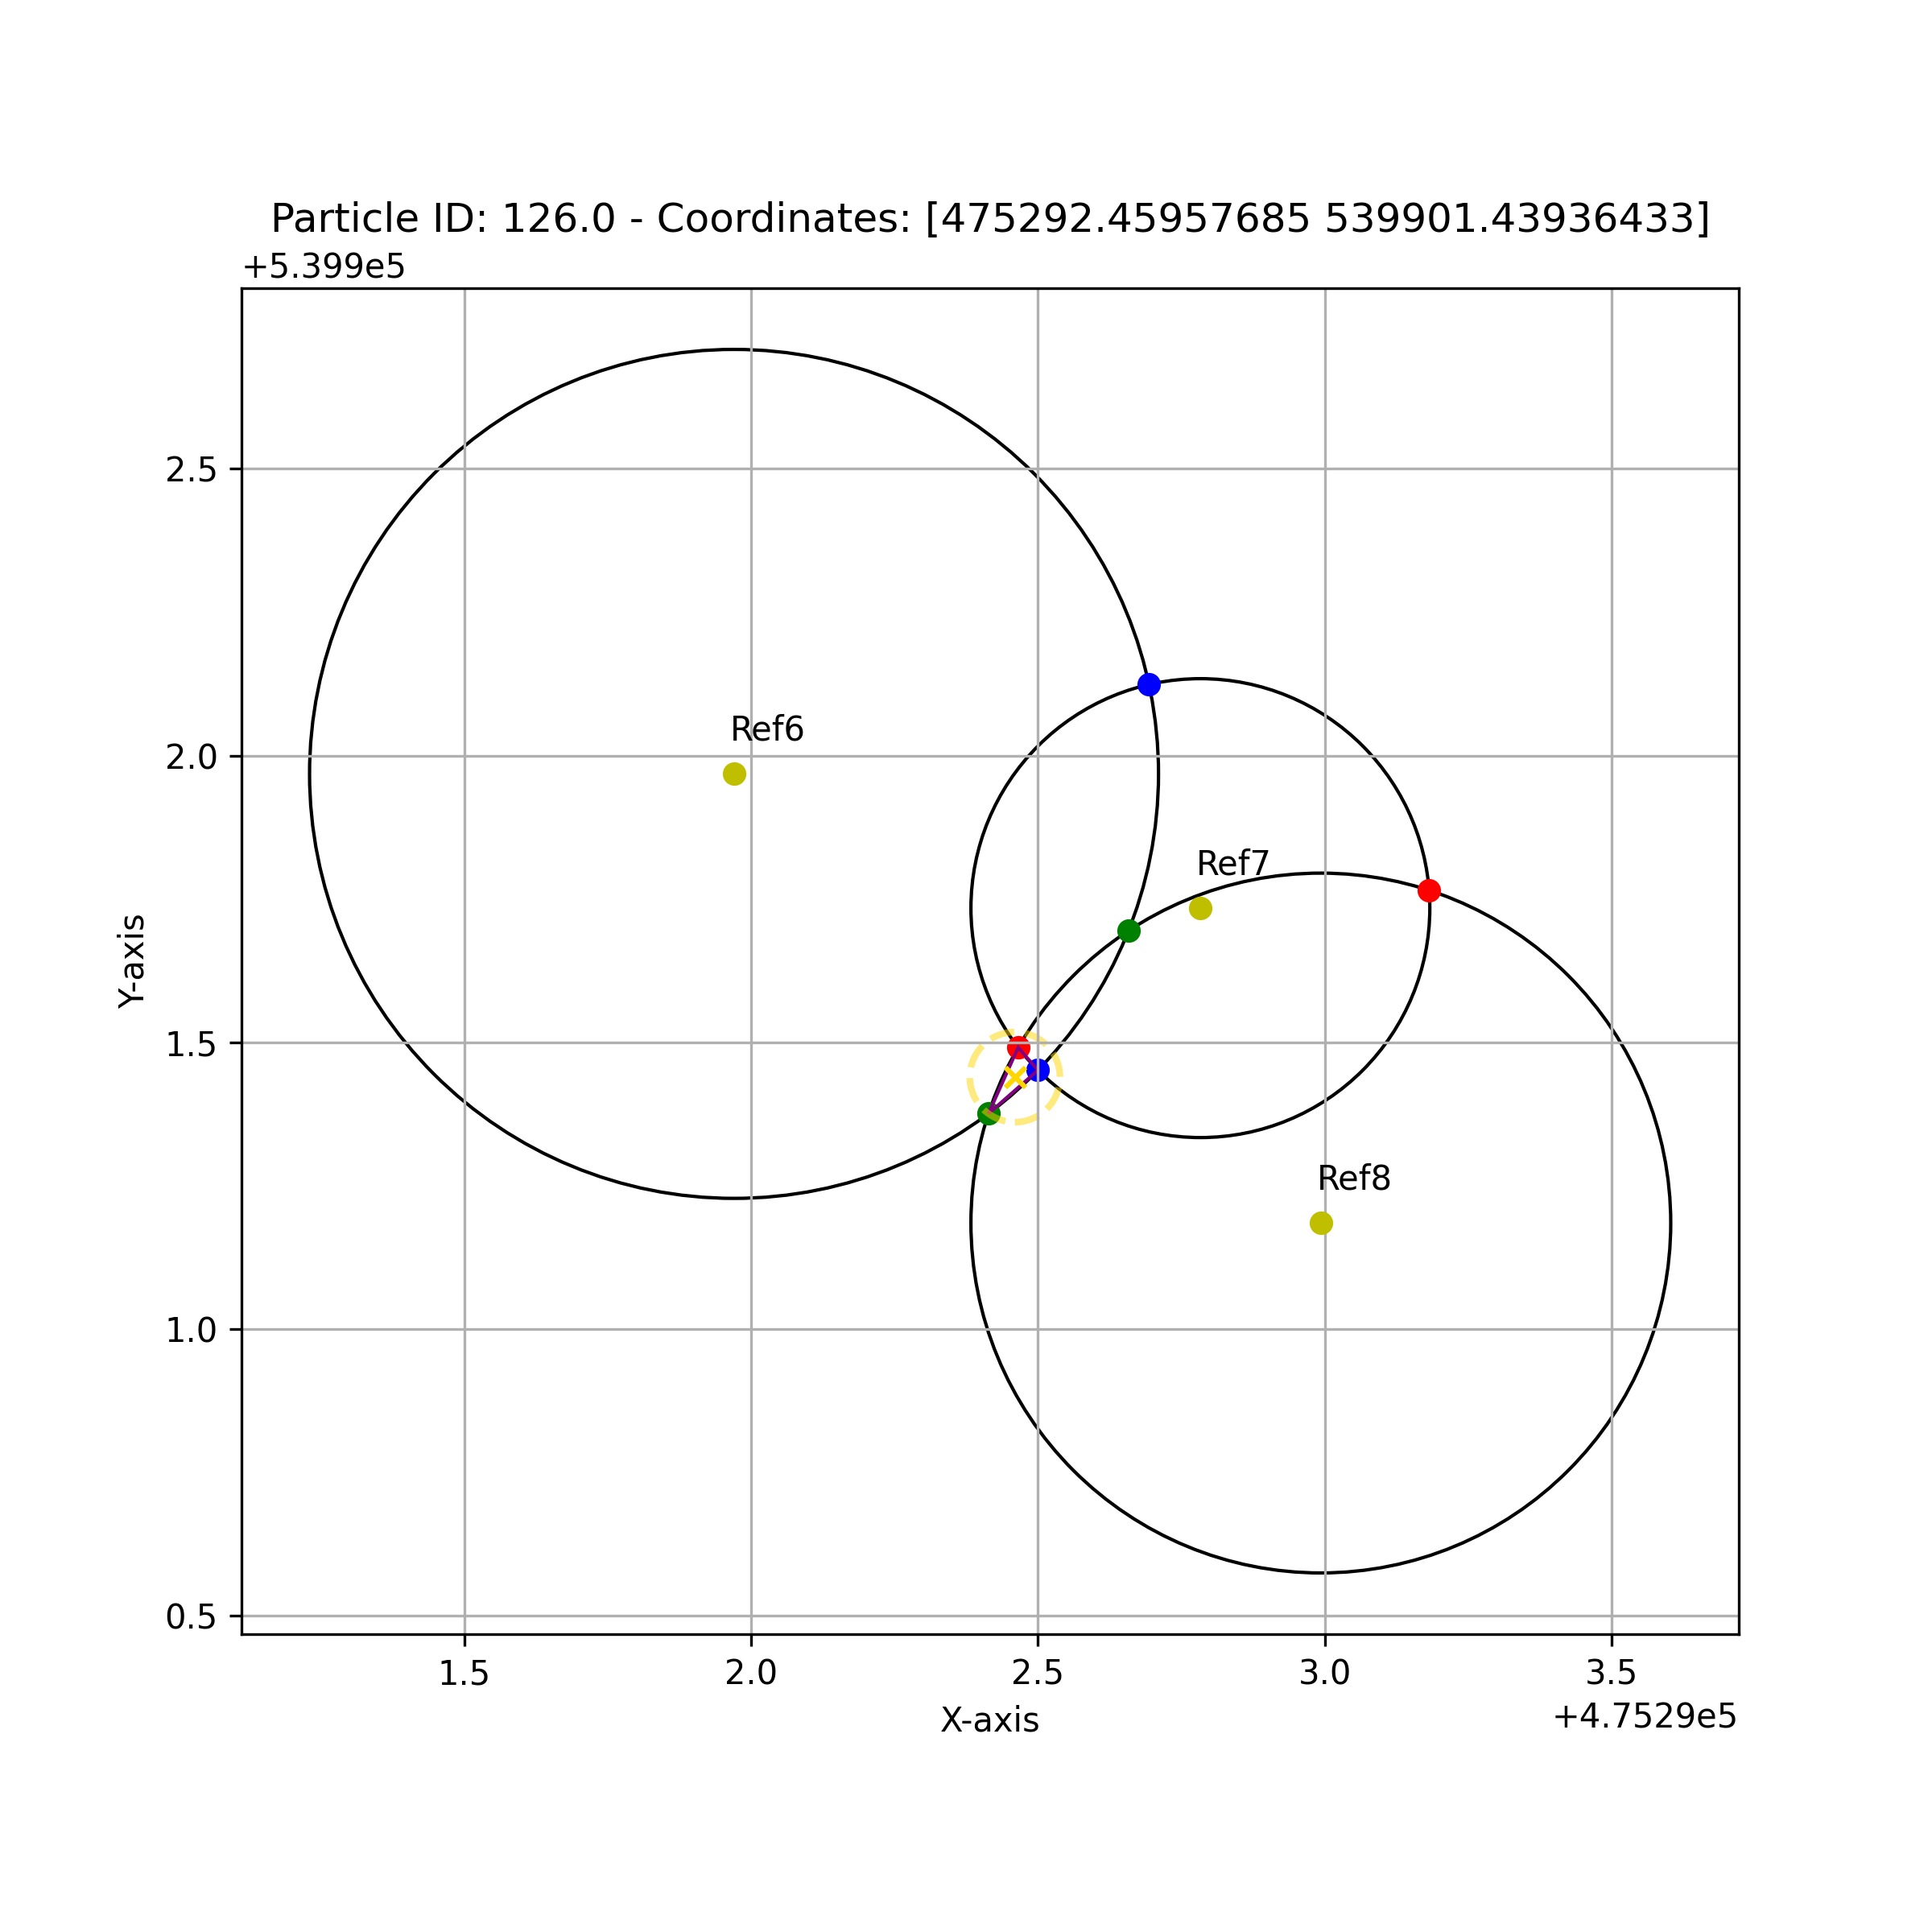 Particle ID: 126.0 - Coordinates: [475292.45957685 539901.43936433]
+5.399e5
2.5
Ref6
2.0
Ref7
Y-axis
1.5
Ref8
1.0
0.5
1.5 2.0 2.5 3.0 3.5
X-axis
+4.7529e5